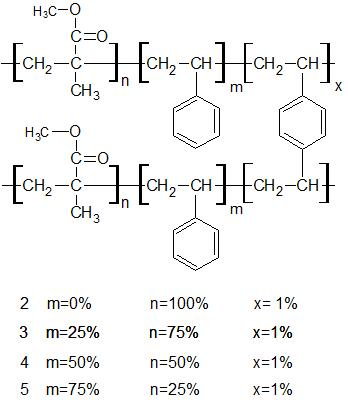 H₃C—O
C=O
CH₂—C
CH₃
n
CH₂—CH
m
CH₂—CH
x
H₃C—O
C=O
CH₂—C
CH₃
n
CH₂—CH
m
CH₂—CH
2 m=0% n=100% x= 1%
3 m=25% n=75% x=1%
4 m=50% n=50% x=1%
5 m=75% n=25% x=1%